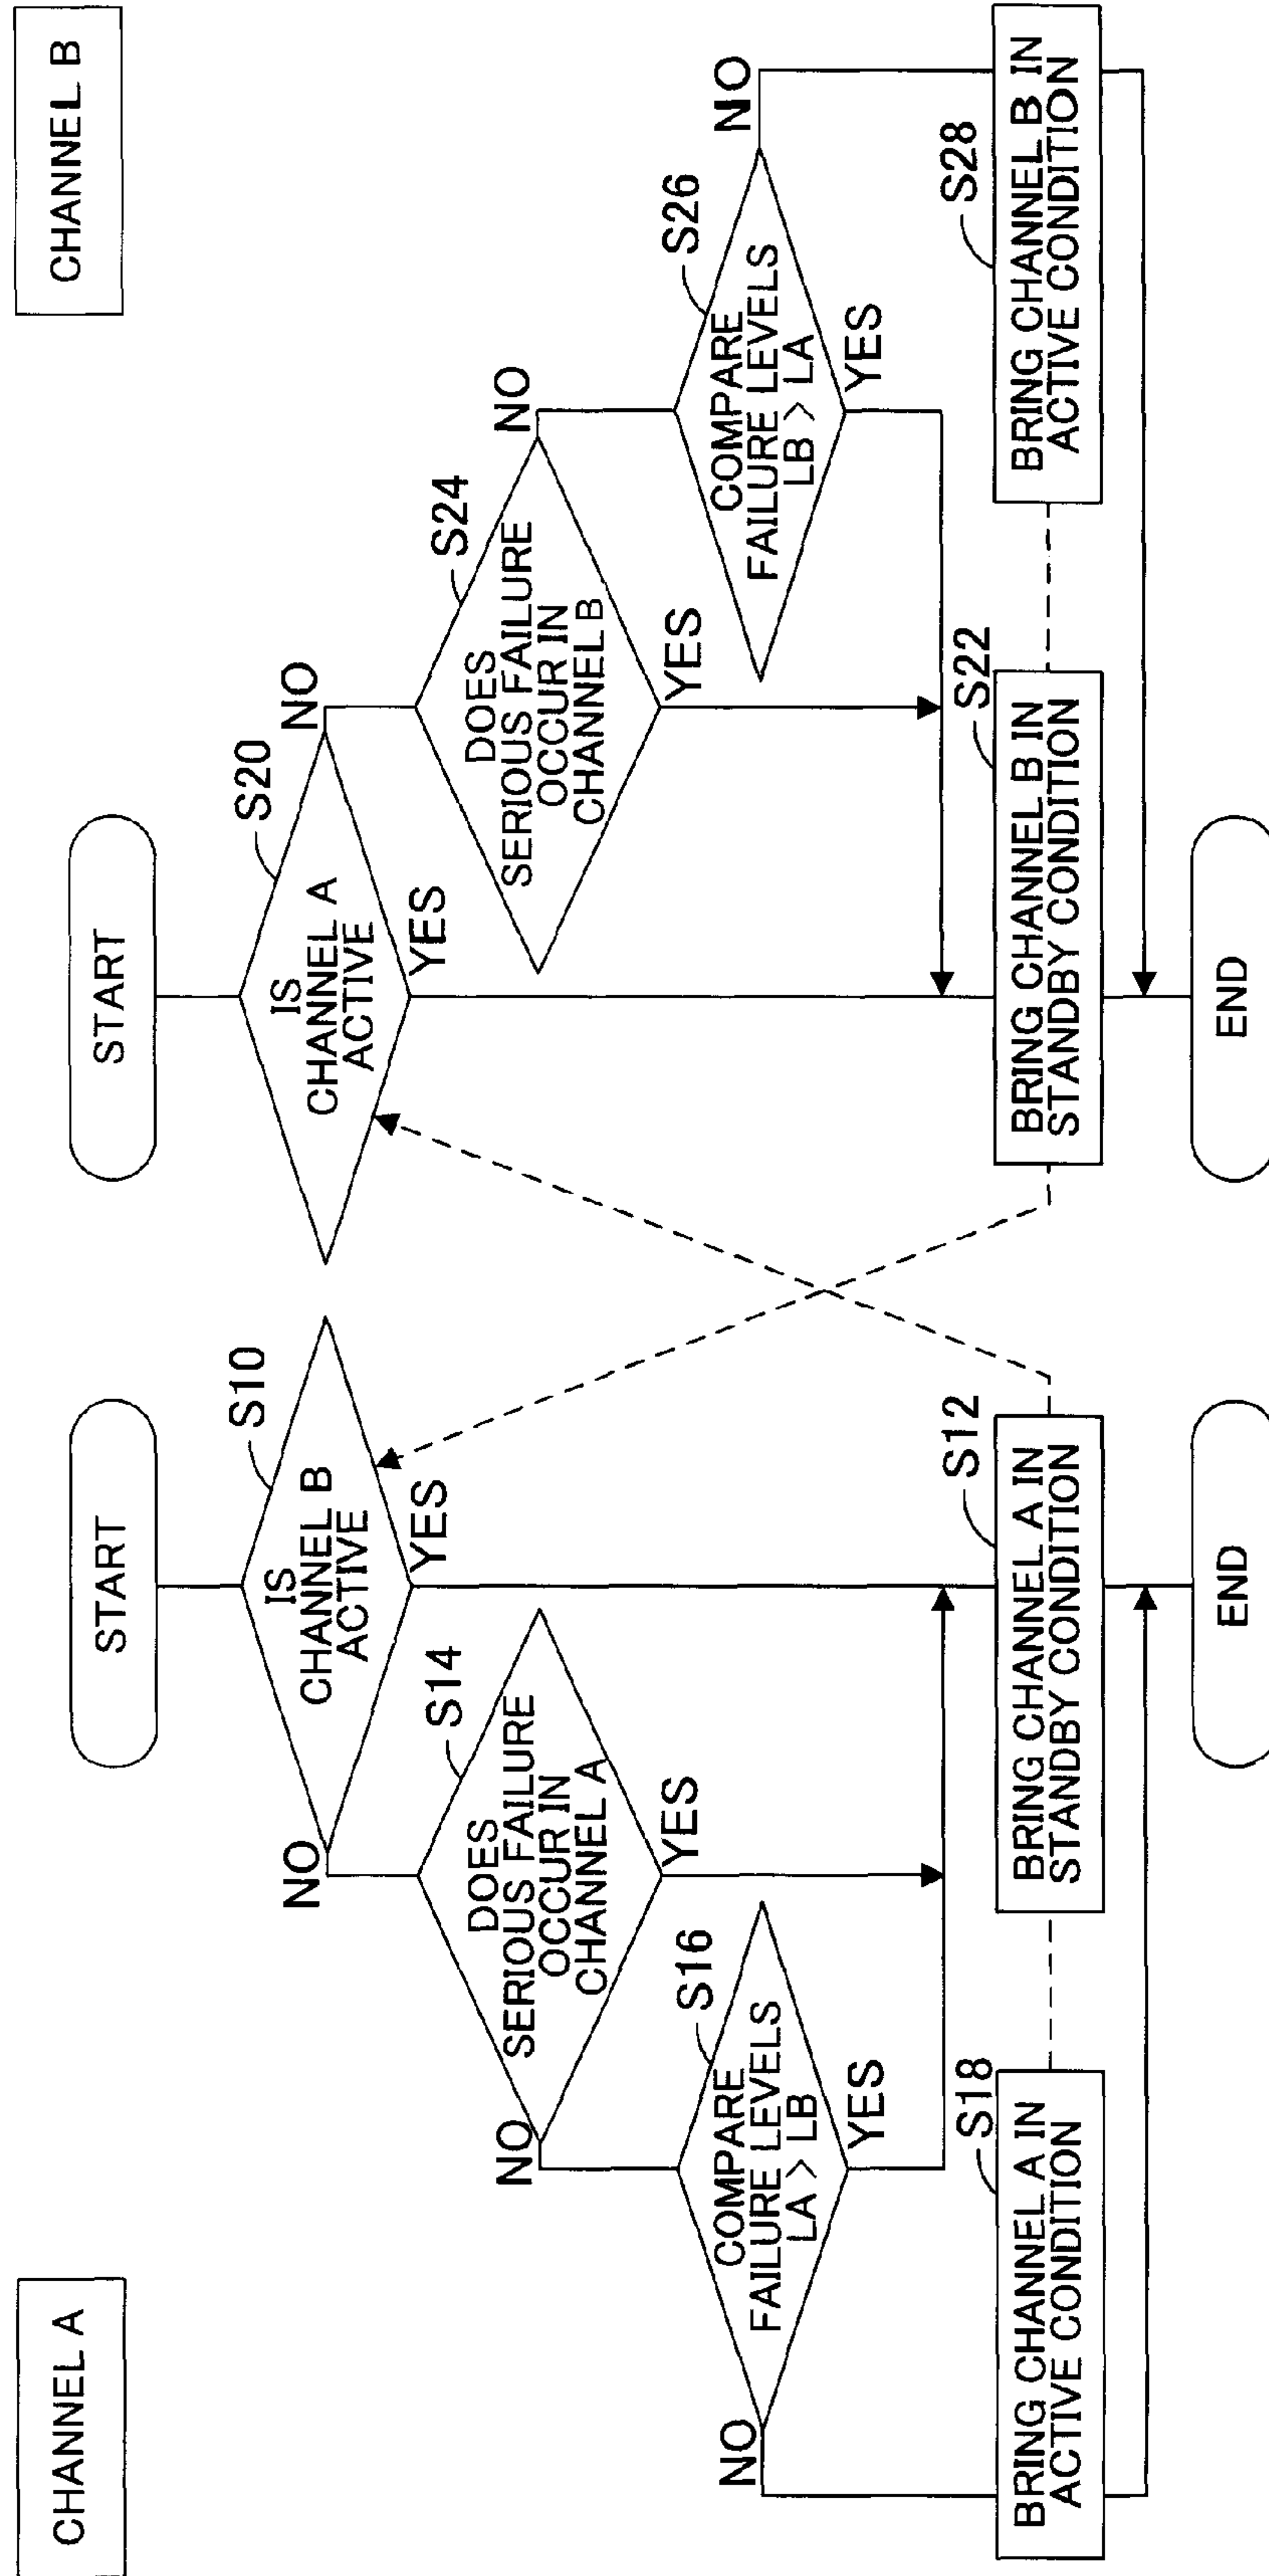 CHANNEL A
START
IS
CHANNEL B
ACTIVE
S10
NO
YES
DOES
SERIOUS FAILURE
OCCUR IN
CHANNEL A
S14
NO
YES
COMPARE
FAILURE LEVELS
LA > LB
S16
NO
YES
S18
BRING CHANNEL A IN
ACTIVE CONDITION
S12
BRING CHANNEL A IN
STANDBY CONDITION
END
CHANNEL B
START
IS
CHANNEL A
ACTIVE
S20
NO
YES
DOES
SERIOUS FAILURE
OCCUR IN
CHANNEL B
S24
NO
YES
COMPARE
FAILURE LEVELS
LB > LA
S26
NO
YES
S22
BRING CHANNEL B IN
STANDBY CONDITION
S28
BRING CHANNEL B IN
ACTIVE CONDITION
END